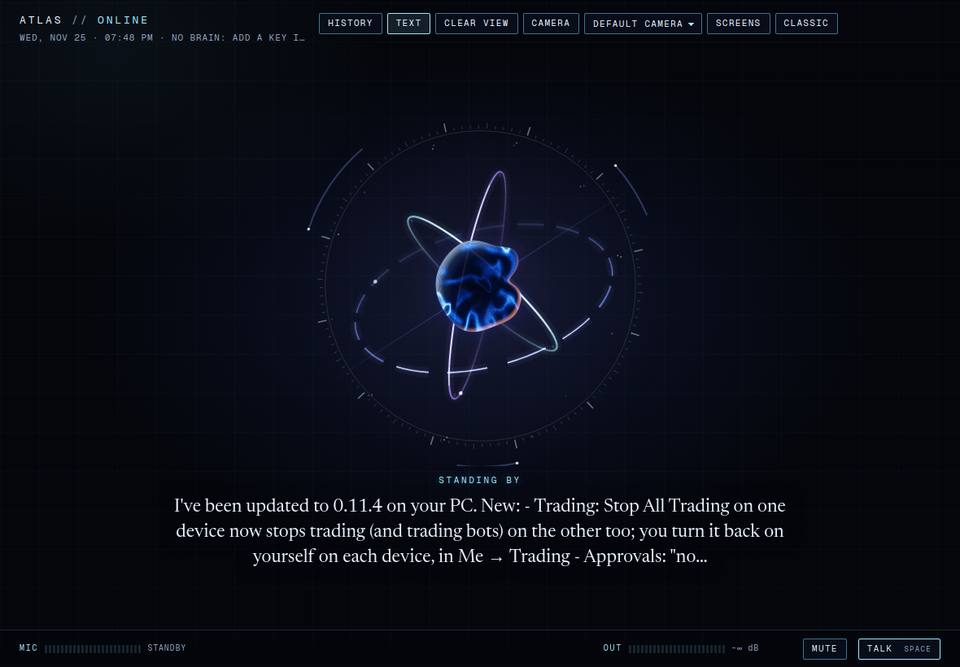 ATLAS // ONLINE
WED, NOV 25 · 07:48 PM · NO BRAIN: ADD A KEY I…
HISTORY
TEXT
CLEAR VIEW
CAMERA
DEFAULT CAMERA
SCREENS
CLASSIC
STANDING BY
I've been updated to 0.11.4 on your PC. New: - Trading: Stop All Trading on one
device now stops trading (and trading bots) on the other too; you turn it back on
yourself on each device, in Me → Trading - Approvals: "no...
MIC
STANDBY
OUT
-∞ dB
MUTE
TALK SPACE